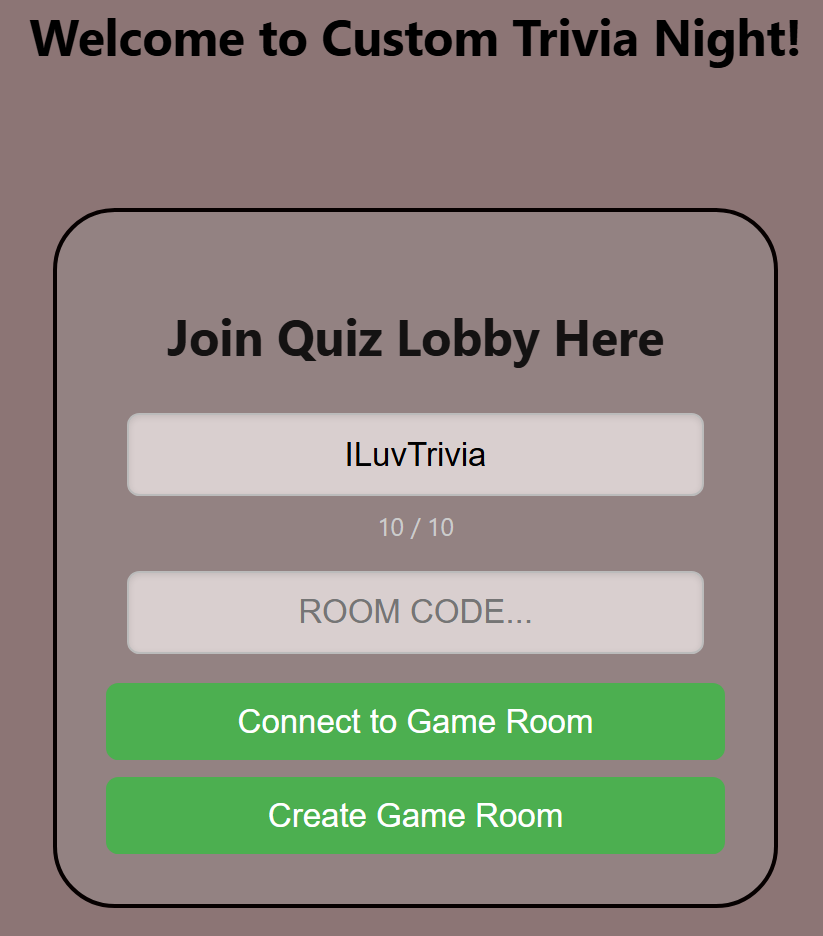 Welcome to Custom Trivia Night!
Join Quiz Lobby Here
ILuvTrivia
10 / 10
ROOM CODE...
Connect to Game Room
Create Game Room